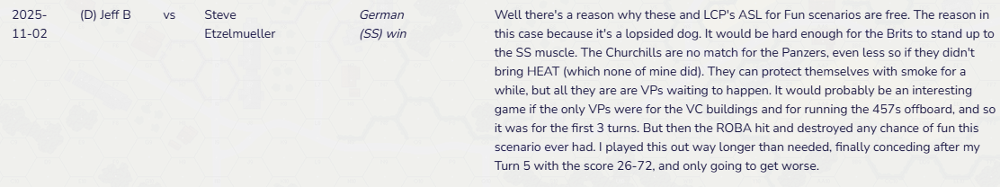 2025- (D) Jeff B vs Steve German Well there's a reason why these and LCP's ASL for Fun scenarios are free. The reason in
11-02 Etzelmueller (SS) win this case because it's a lopsided dog. It would be hard enough for the Brits to stand up to
the SS muscle. The Churchills are no match for the Panzers, even less so if they didn't
bring HEAT (which none of mine did). They can protect themselves with smoke for a
while, but all they are are VPs waiting to happen. It would probably be an interesting
game if the only VPs were for the VC buildings and for running the 457s offboard, and so
it was for the first 3 turns. But then the ROBA hit and destroyed any chance of fun this
scenario ever had. I played this out way longer than needed, finally conceding after my
Turn 5 with the score 26-72, and only going to get worse.